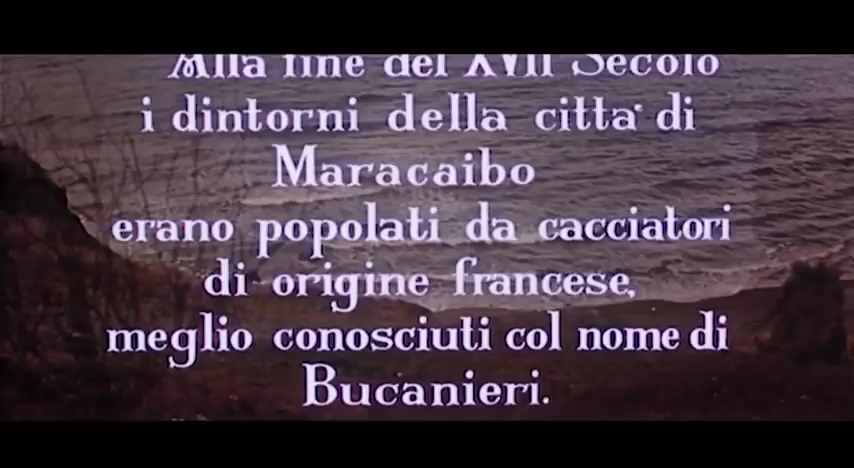 Alla fine del XVII Secolo
i dintorni della citta' di
Maracaibo
erano popolati da cacciatori
di origine francese,
meglio conosciuti col nome di
Bucanieri.